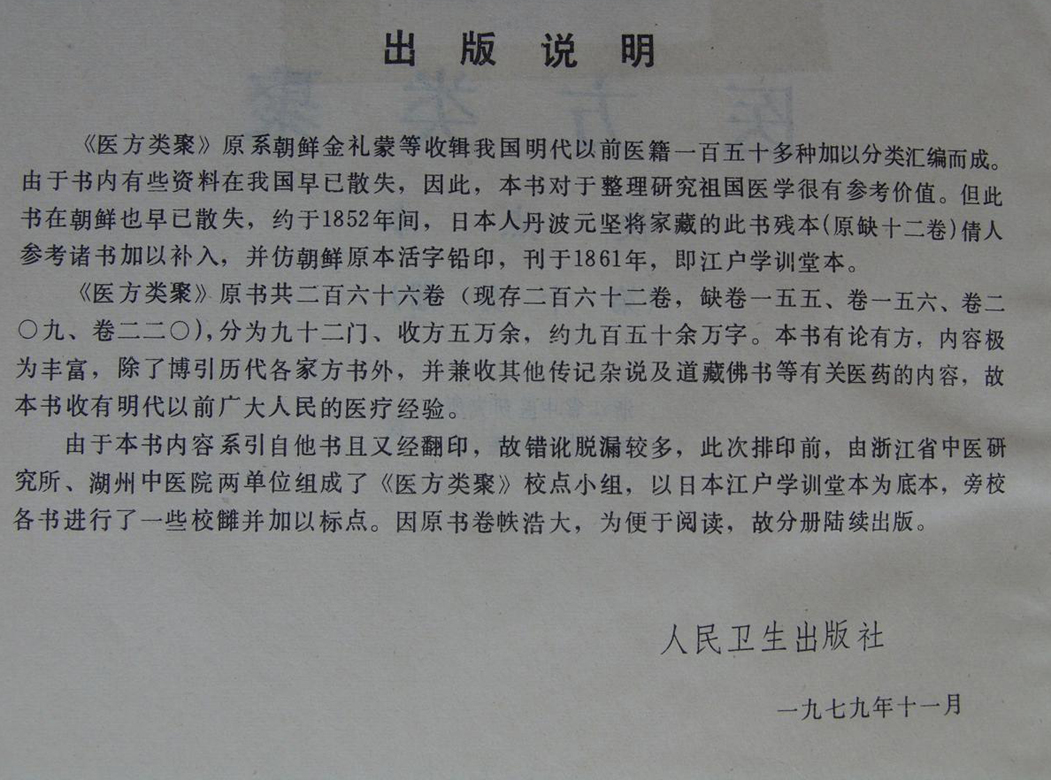 出版说明
《医方类聚》原系朝鲜金礼蒙等收辑我国明代以前医籍一百五十多种加以分类汇编而成。
由于书内有些资料在我国早已散失，因此，本书对于整理研究祖国医学很有参考价值。但此
书在朝鲜也早已散失，约于1852年间，日本人丹波元坚将家藏的此书残本(原缺十二卷)倩人
参考诸书加以补入，并仿朝鲜原本活字铅印，刊于1861年，即江户学训堂本。
《医方类聚》原书共二百六十六卷（现存二百六十二卷，缺卷一五五、卷一五六、卷二
〇九、卷二二〇），分为九十二门、收方五万余，约九百五十余万字。本书有论有方，内容极
为丰富，除了博引历代各家方书外，并兼收其他传记杂说及道藏佛书等有关医药的内容，故
本书收有明代以前广大人民的医疗经验。
由于本书内容系引自他书且又经翻印，故错讹脱漏较多，此次排印前，由浙江省中医研
究所、湖州中医院两单位组成了《医方类聚》校点小组，以日本江户学训堂本为底本，旁校
各书进行了一些校雠并加以标点。因原书卷帙浩大，为便于阅读，故分册陆续出版。
人民卫生出版社
一九七九年十一月
医方类聚